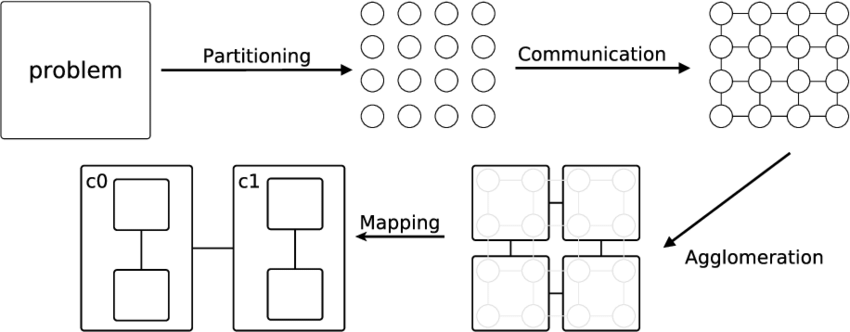 problem
Partitioning
Communication
Agglomeration
Mapping
c0
c1